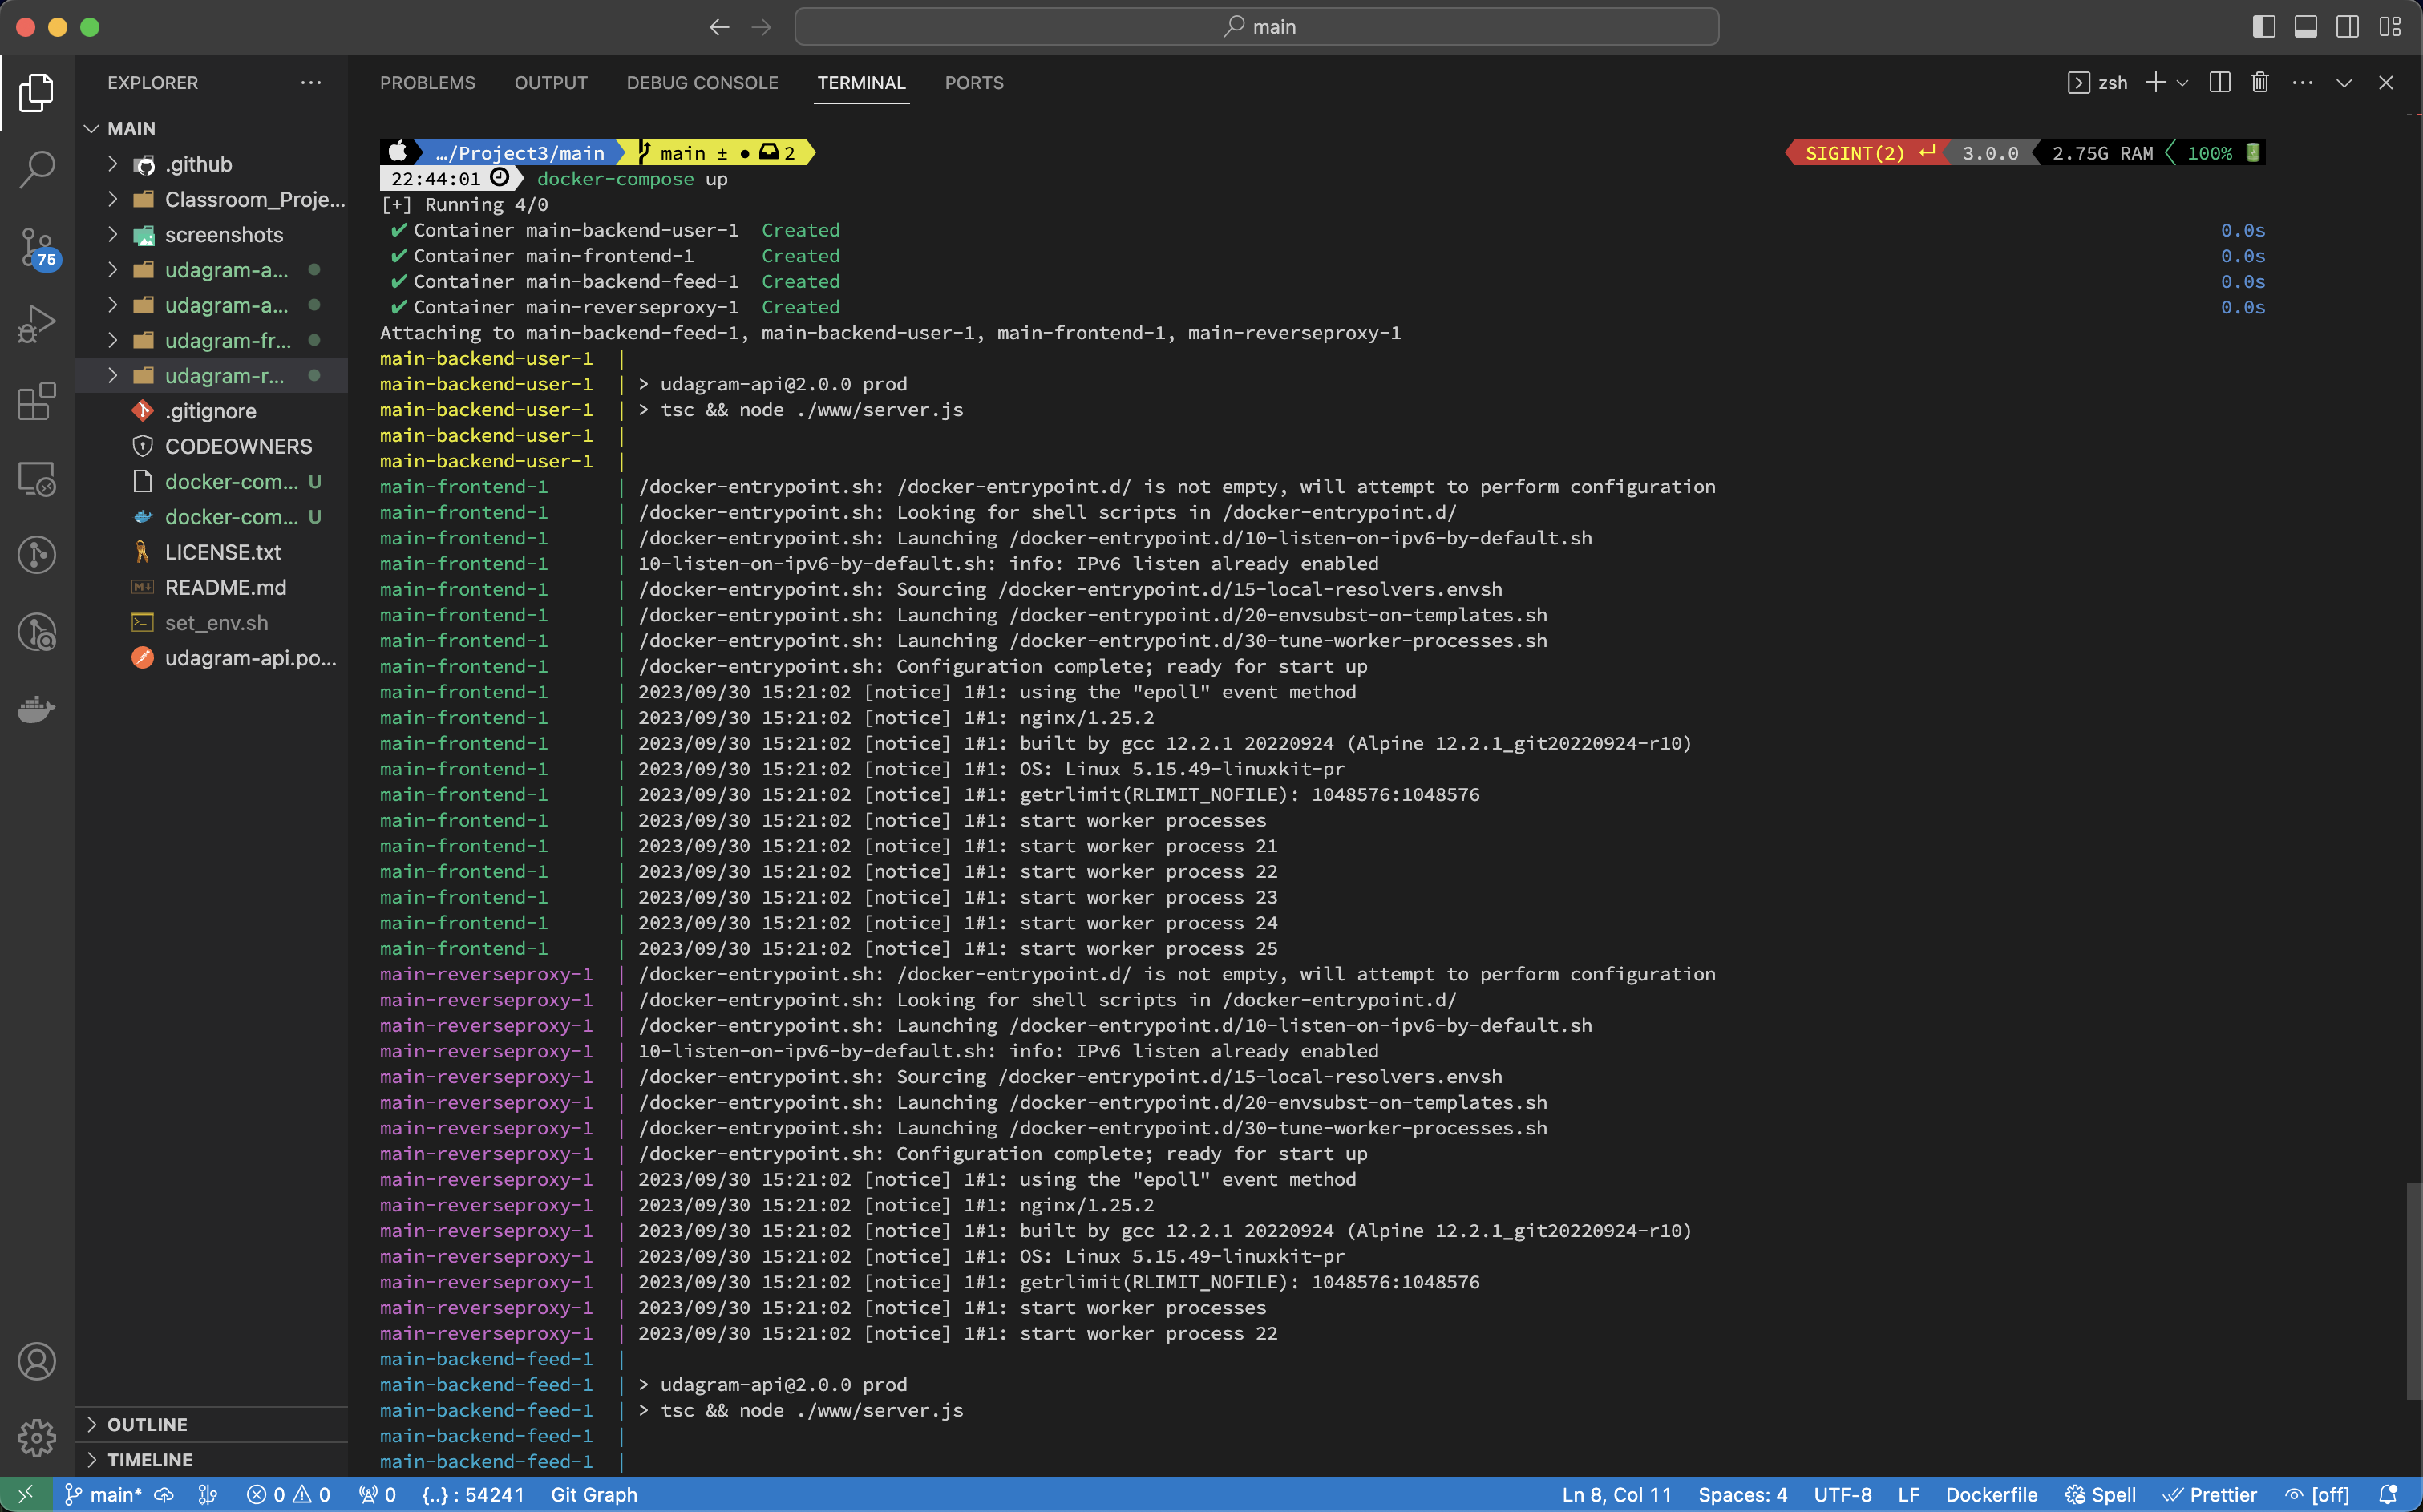 main
EXPLORER
PROBLEMS OUTPUT DEBUG CONSOLE TERMINAL PORTS
zsh
MAIN
.github
Classroom_Proje...
screenshots
udagram-a...
udagram-a...
udagram-fr...
udagram-r...
.gitignore
CODEOWNERS
docker-com... U
docker-com... U
LICENSE.txt
README.md
set_env.sh
udagram-api.po...
75
OUTLINE
TIMELINE
…/Project3/main main ± ● 2 SIGINT(2) ↵ 3.0.0 2.75G RAM 100%
22:44:01 docker-compose up
[+] Running 4/0
✔ Container main-backend-user-1 Created 0.0s
✔ Container main-frontend-1 Created 0.0s
✔ Container main-backend-feed-1 Created 0.0s
✔ Container main-reverseproxy-1 Created 0.0s
Attaching to main-backend-feed-1, main-backend-user-1, main-frontend-1, main-reverseproxy-1
main-backend-user-1 |
main-backend-user-1 | > udagram-api@2.0.0 prod
main-backend-user-1 | > tsc && node ./www/server.js
main-backend-user-1 |
main-backend-user-1 |
main-frontend-1 | /docker-entrypoint.sh: /docker-entrypoint.d/ is not empty, will attempt to perform configuration
main-frontend-1 | /docker-entrypoint.sh: Looking for shell scripts in /docker-entrypoint.d/
main-frontend-1 | /docker-entrypoint.sh: Launching /docker-entrypoint.d/10-listen-on-ipv6-by-default.sh
main-frontend-1 | 10-listen-on-ipv6-by-default.sh: info: IPv6 listen already enabled
main-frontend-1 | /docker-entrypoint.sh: Sourcing /docker-entrypoint.d/15-local-resolvers.envsh
main-frontend-1 | /docker-entrypoint.sh: Launching /docker-entrypoint.d/20-envsubst-on-templates.sh
main-frontend-1 | /docker-entrypoint.sh: Launching /docker-entrypoint.d/30-tune-worker-processes.sh
main-frontend-1 | /docker-entrypoint.sh: Configuration complete; ready for start up
main-frontend-1 | 2023/09/30 15:21:02 [notice] 1#1: using the "epoll" event method
main-frontend-1 | 2023/09/30 15:21:02 [notice] 1#1: nginx/1.25.2
main-frontend-1 | 2023/09/30 15:21:02 [notice] 1#1: built by gcc 12.2.1 20220924 (Alpine 12.2.1_git20220924-r10)
main-frontend-1 | 2023/09/30 15:21:02 [notice] 1#1: OS: Linux 5.15.49-linuxkit-pr
main-frontend-1 | 2023/09/30 15:21:02 [notice] 1#1: getrlimit(RLIMIT_NOFILE): 1048576:1048576
main-frontend-1 | 2023/09/30 15:21:02 [notice] 1#1: start worker processes
main-frontend-1 | 2023/09/30 15:21:02 [notice] 1#1: start worker process 21
main-frontend-1 | 2023/09/30 15:21:02 [notice] 1#1: start worker process 22
main-frontend-1 | 2023/09/30 15:21:02 [notice] 1#1: start worker process 23
main-frontend-1 | 2023/09/30 15:21:02 [notice] 1#1: start worker process 24
main-frontend-1 | 2023/09/30 15:21:02 [notice] 1#1: start worker process 25
main-reverseproxy-1 | /docker-entrypoint.sh: /docker-entrypoint.d/ is not empty, will attempt to perform configuration
main-reverseproxy-1 | /docker-entrypoint.sh: Looking for shell scripts in /docker-entrypoint.d/
main-reverseproxy-1 | /docker-entrypoint.sh: Launching /docker-entrypoint.d/10-listen-on-ipv6-by-default.sh
main-reverseproxy-1 | 10-listen-on-ipv6-by-default.sh: info: IPv6 listen already enabled
main-reverseproxy-1 | /docker-entrypoint.sh: Sourcing /docker-entrypoint.d/15-local-resolvers.envsh
main-reverseproxy-1 | /docker-entrypoint.sh: Launching /docker-entrypoint.d/20-envsubst-on-templates.sh
main-reverseproxy-1 | /docker-entrypoint.sh: Launching /docker-entrypoint.d/30-tune-worker-processes.sh
main-reverseproxy-1 | /docker-entrypoint.sh: Configuration complete; ready for start up
main-reverseproxy-1 | 2023/09/30 15:21:02 [notice] 1#1: using the "epoll" event method
main-reverseproxy-1 | 2023/09/30 15:21:02 [notice] 1#1: nginx/1.25.2
main-reverseproxy-1 | 2023/09/30 15:21:02 [notice] 1#1: built by gcc 12.2.1 20220924 (Alpine 12.2.1_git20220924-r10)
main-reverseproxy-1 | 2023/09/30 15:21:02 [notice] 1#1: OS: Linux 5.15.49-linuxkit-pr
main-reverseproxy-1 | 2023/09/30 15:21:02 [notice] 1#1: getrlimit(RLIMIT_NOFILE): 1048576:1048576
main-reverseproxy-1 | 2023/09/30 15:21:02 [notice] 1#1: start worker processes
main-reverseproxy-1 | 2023/09/30 15:21:02 [notice] 1#1: start worker process 22
main-backend-feed-1 |
main-backend-feed-1 | > udagram-api@2.0.0 prod
main-backend-feed-1 | > tsc && node ./www/server.js
main-backend-feed-1 |
main-backend-feed-1 |
main* 0 0 0 {..} : 54241 Git Graph Ln 8, Col 11 Spaces: 4 UTF-8 LF Dockerfile Spell Prettier [off]